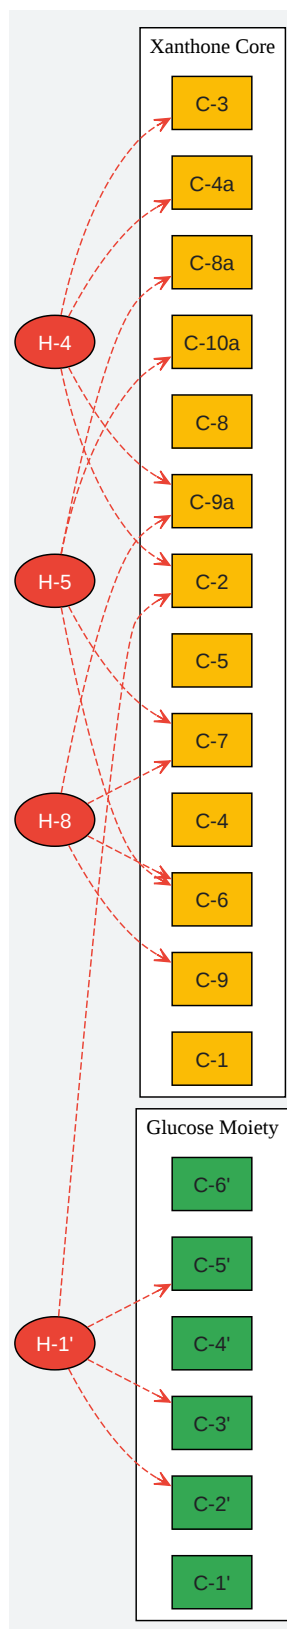 Xanthone Core
C-3
C-4a
C-8a
H-4
C-10a
C-8
C-9a
H-5
C-2
C-5
C-7
H-8
C-4
C-6
C-9
C-1
Glucose Moiety
C-6'
C-5'
H-1'
C-4'
C-3'
C-2'
C-1'